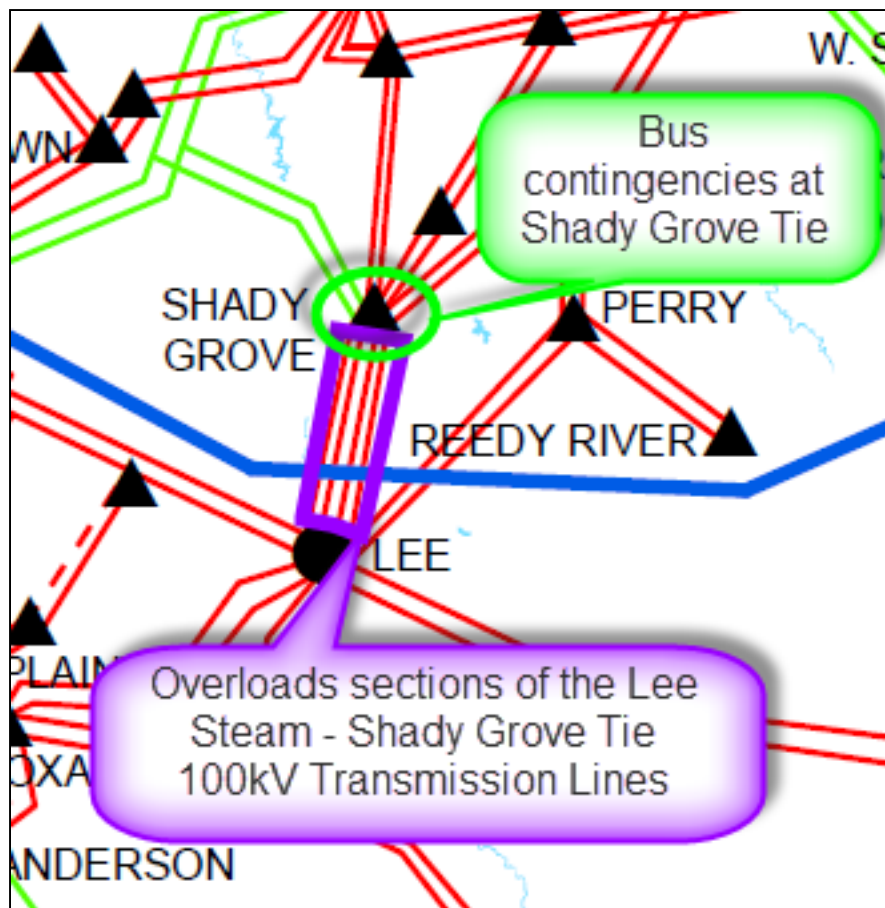 W. S
WN
Bus
contingencies at
Shady Grove Tie
SHADY
GROVE
PERRY
REEDY RIVER
LEE
PLAIN
Overloads sections of the Lee
Steam - Shady Grove Tie
100kV Transmission Lines
OXA
ANDERSON